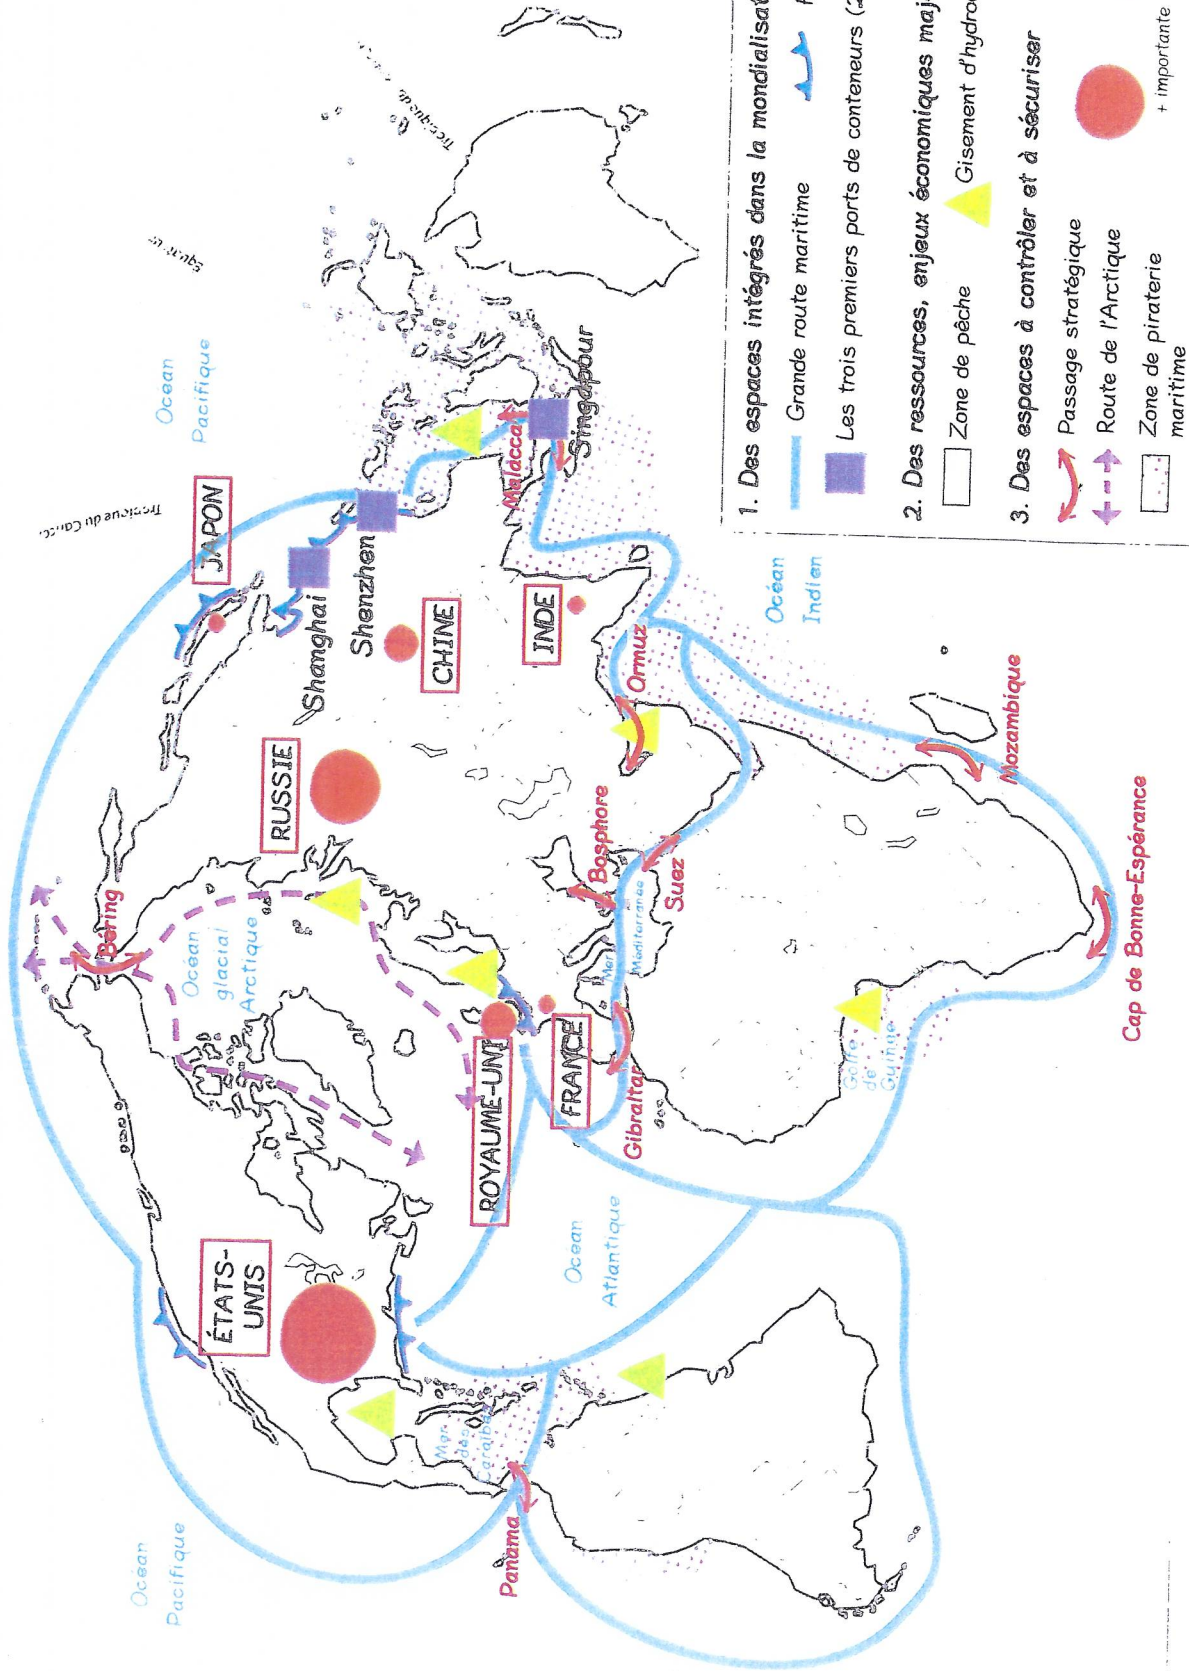 Océan
Pacifique
ÉTATS-
UNIS
Béring
Océan
glacial
Arctique
RUSSIE
JAPON
Tropique du Cancer
Océan
Pacifique
Shanghai
Shenzhen
CHINE
INDE
Malacca
Singapour
Mer
des
Caraïbes
Panama
Océan
Atlantique
ROYAUME-UNI
FRANCE
Gibraltar
Mer
Méditerranée
Bosphore
Suez
Ormuz
Océan
Indien
Golfe
de
Guinée
Mozambique
Cap de Bonne-Espérance
Tropique de
1. Des espaces intégrés dans la mondialisat
Grande route maritime
Les trois premiers ports de conteneurs (2
2. Des ressources, enjeux économiques maj
Zone de pêche
Gisement d'hydro
3. Des espaces à contrôler et à sécuriser
Passage stratégique
Route de l'Arctique
Zone de piraterie
maritime
+ importante